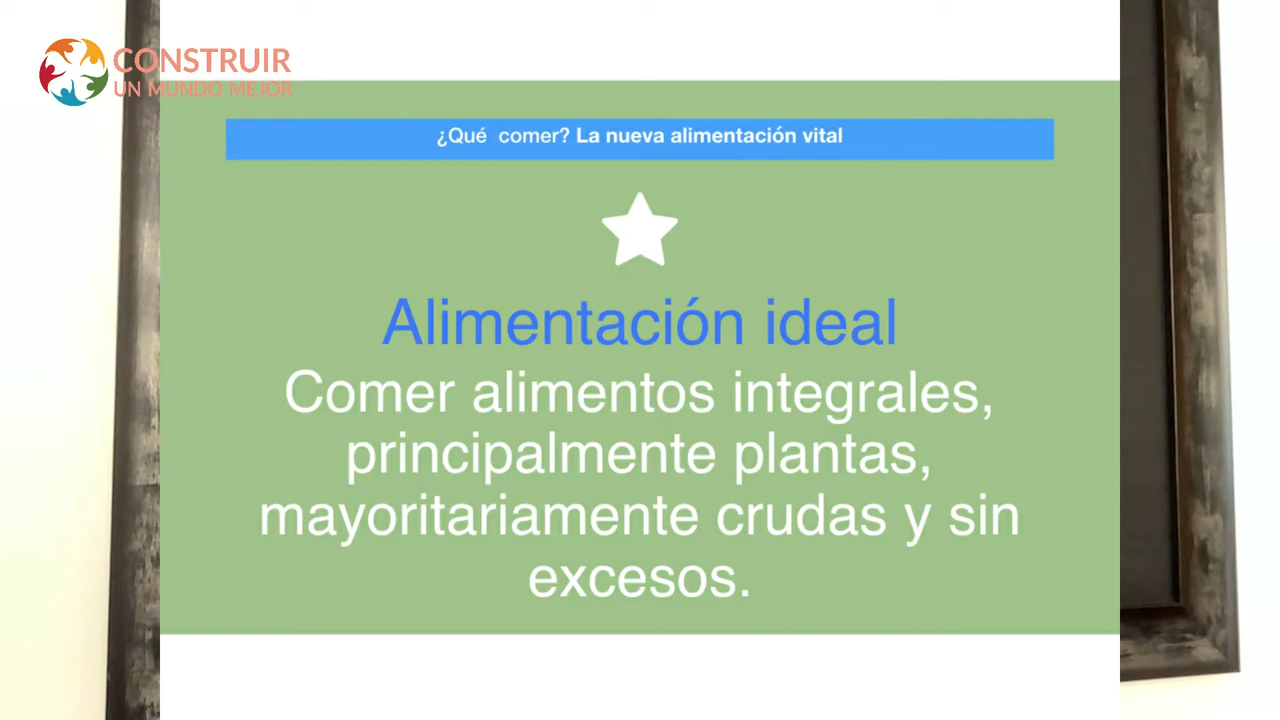 CONSTRUIR
UN MUNDO MEJOR
¿Qué comer? La nueva alimentación vital
Alimentación ideal
Comer alimentos integrales,
principalmente plantas,
mayoritariamente crudas y sin
excesos.